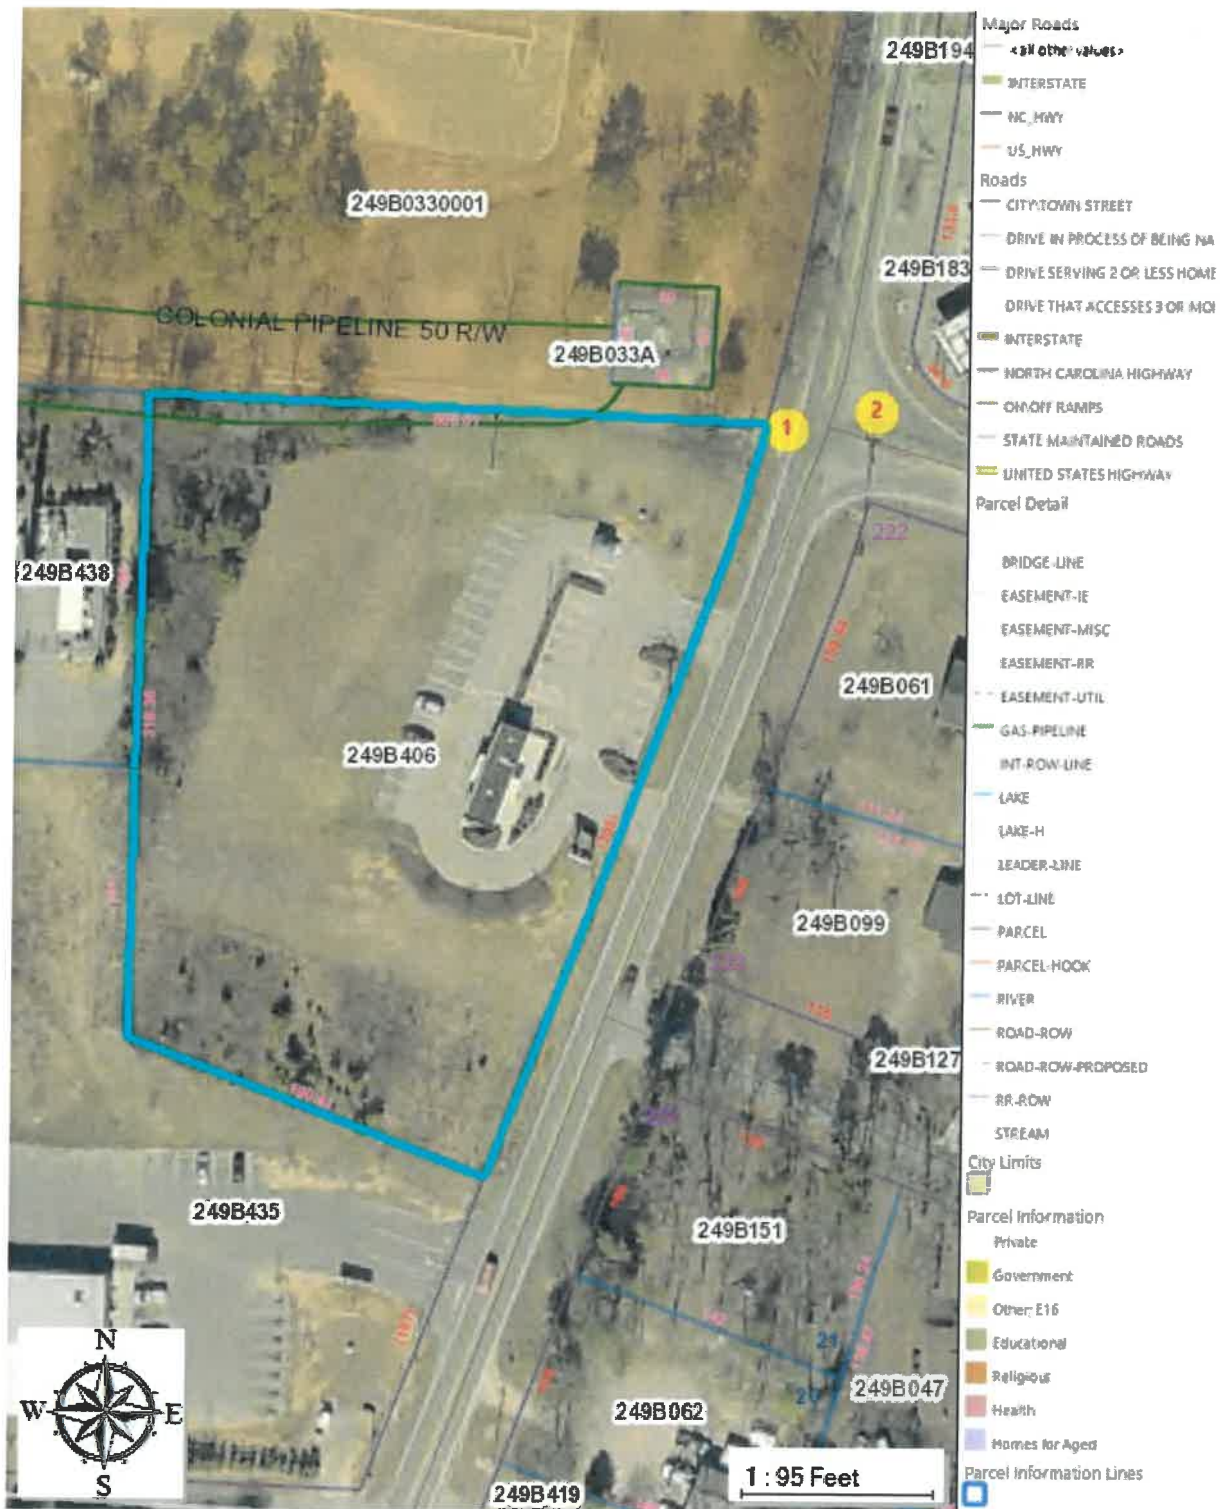 249B194
249B0330001
249B183
COLONIAL PIPELINE 50 R/W
249B033A
1
2
222
249B438
249B061
249B406
249B099
249B127
249B435
249B151
21
249B047
249B062
249B419
N
W
E
S
1 : 95 Feet
Major Roads
<all other values>
INTERSTATE
NC_HWY
US_HWY
Roads
CITY/TOWN STREET
DRIVE IN PROCESS OF BEING NA
DRIVE SERVING 2 OR LESS HOME
DRIVE THAT ACCESSES 3 OR MO
INTERSTATE
NORTH CAROLINA HIGHWAY
ON/OFF RAMPS
STATE MAINTAINED ROADS
UNITED STATES HIGHWAY
Parcel Detail
BRIDGE-LINE
EASEMENT-IE
EASEMENT-MISC
EASEMENT-RR
EASEMENT-UTIL
GAS-PIPELINE
INT-ROW-LINE
LAKE
LAKE-H
LEADER-LINE
LOT-LINE
PARCEL
PARCEL-HOOK
RIVER
ROAD-ROW
ROAD-ROW-PROPOSED
RR-ROW
STREAM
City Limits
Parcel Information
Private
Government
Other; E16
Educational
Religious
Health
Homes for Aged
Parcel Information Lines